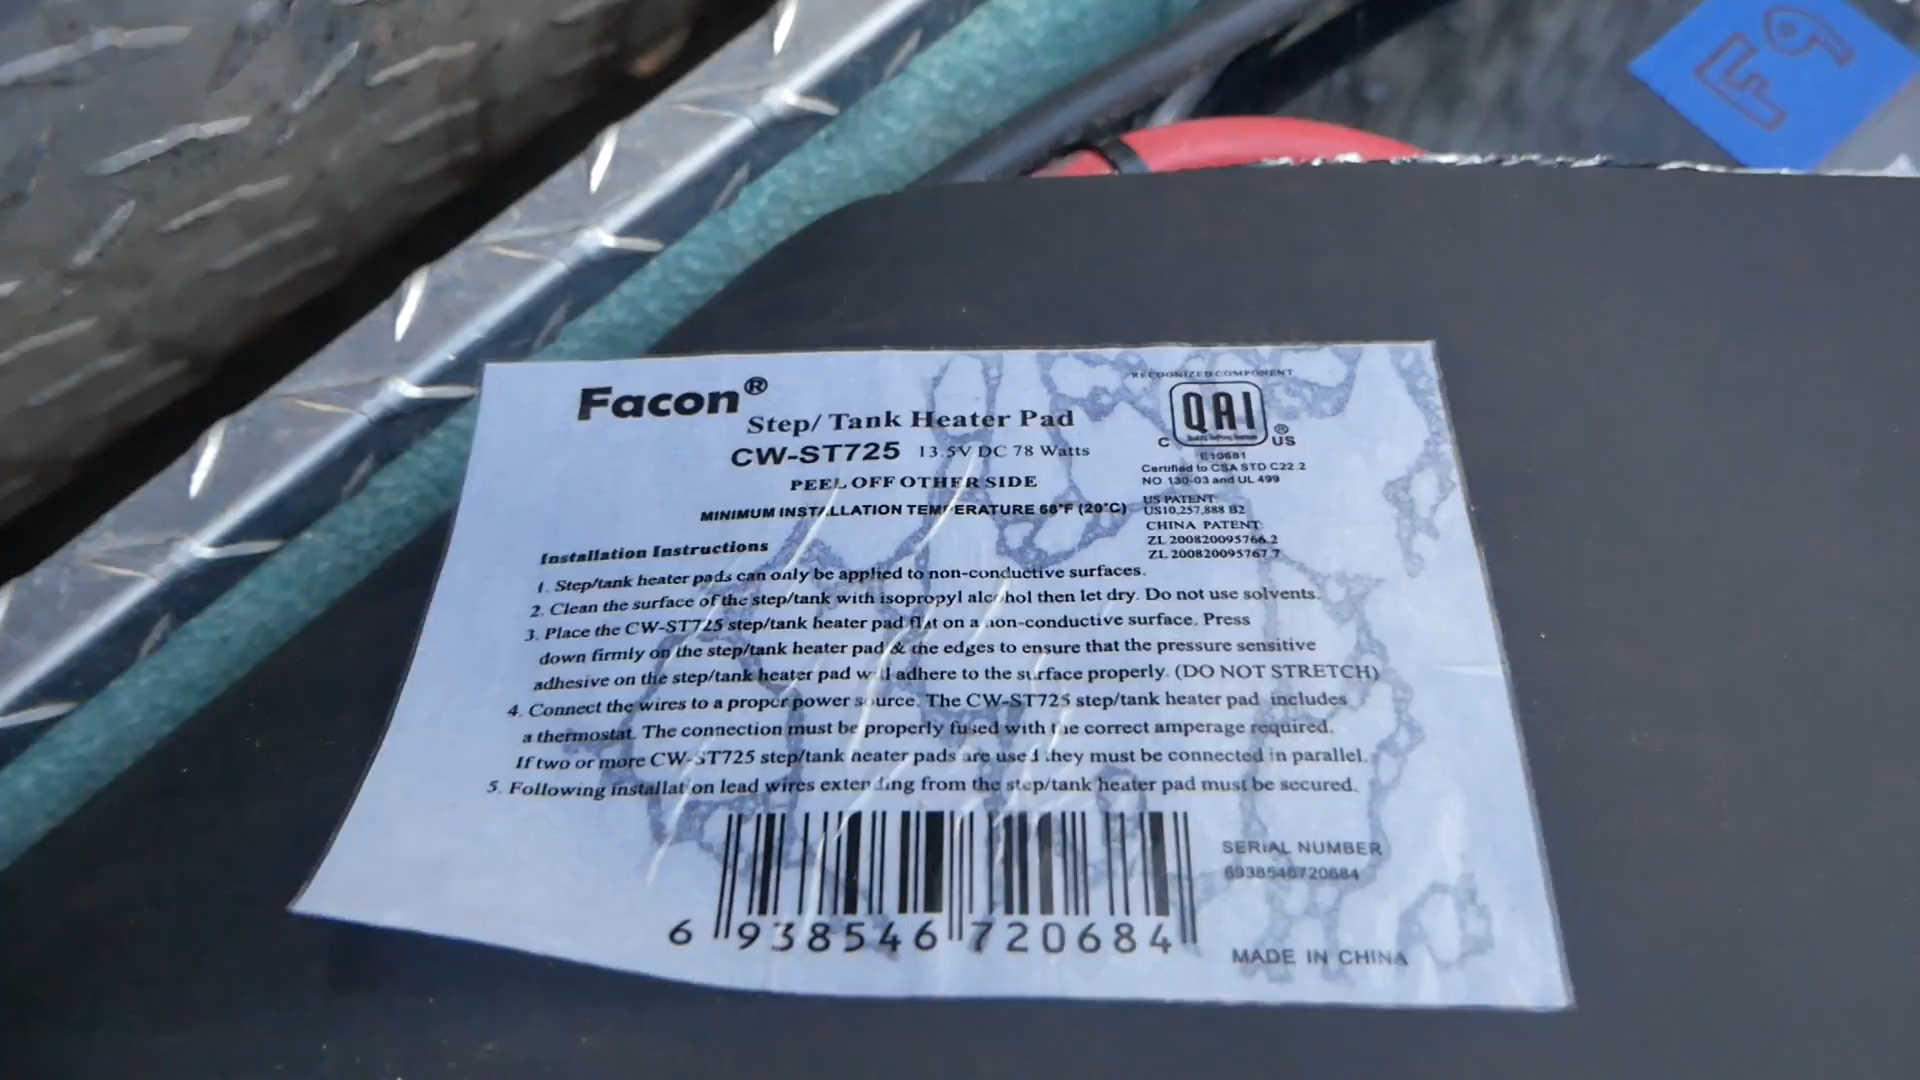 F9
Facon®
Step/Tank Heater Pad
CW-ST725 13.5V DC 78 Watts
PEEL OFF OTHER SIDE
MINIMUM INSTALLATION TEMPERATURE 68°F (20°C)
RECOGNIZED COMPONENT
QAI ®
C US
E10681
Certified to CSA STD C22.2
NO 130-03 and UL 499
US PATENT:
US10,257,888 B2
CHINA PATENT:
ZL 200820095766.2
ZL 200820095767.7
Installation Instructions
1. Step/tank heater pads can only be applied to non-conductive surfaces.
2. Clean the surface of the step/tank with isopropyl alcohol then let dry. Do not use solvents.
3. Place the CW-ST725 step/tank heater pad flat on a non-conductive surface. Press
down firmly on the step/tank heater pad & the edges to ensure that the pressure sensitive
adhesive on the step/tank heater pad will adhere to the surface properly. (DO NOT STRETCH)
4. Connect the wires to a proper power source. The CW-ST725 step/tank heater pad includes
a thermostat. The connection must be properly fused with the correct amperage required.
If two or more CW-ST725 step/tank heater pads are used they must be connected in parallel.
5. Following installation lead wires extending from the step/tank heater pad must be secured.
6 938546 720684
SERIAL NUMBER
6938546720684
MADE IN CHINA